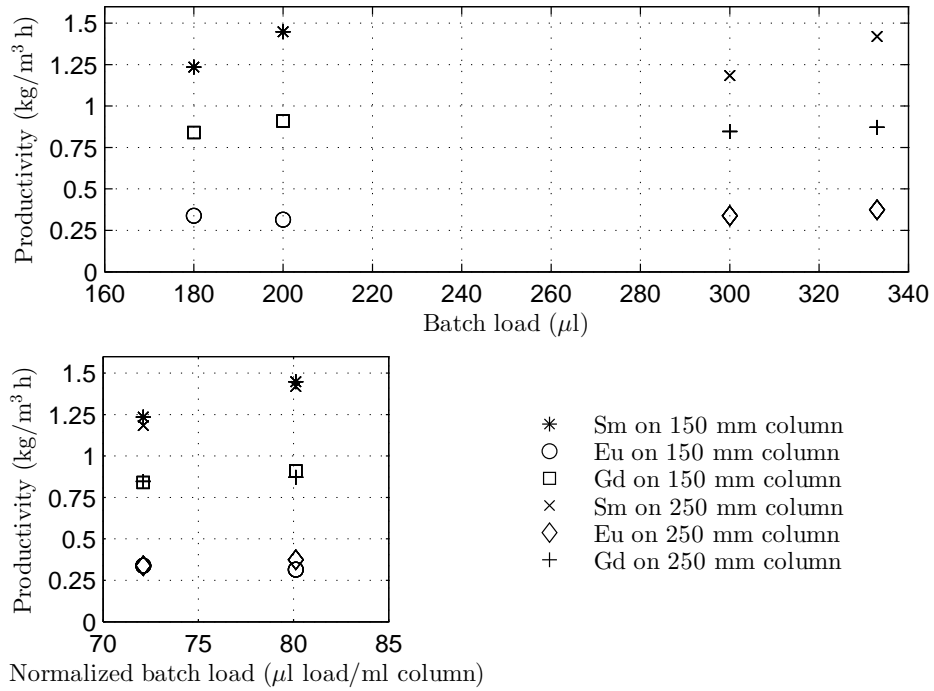 1.5
1.25
1
0.75
0.5
0.25
0
Productivity (kg/m³ h)
160 180 200 220 240 260 280 300 320 340
Batch load (μl)
1.5
1.25
1
0.75
0.5
0.25
0
Productivity (kg/m³ h)
70 75 80 85
Normalized batch load (μl load/ml column)
Sm on 150 mm column
Eu on 150 mm column
Gd on 150 mm column
Sm on 250 mm column
Eu on 250 mm column
Gd on 250 mm column